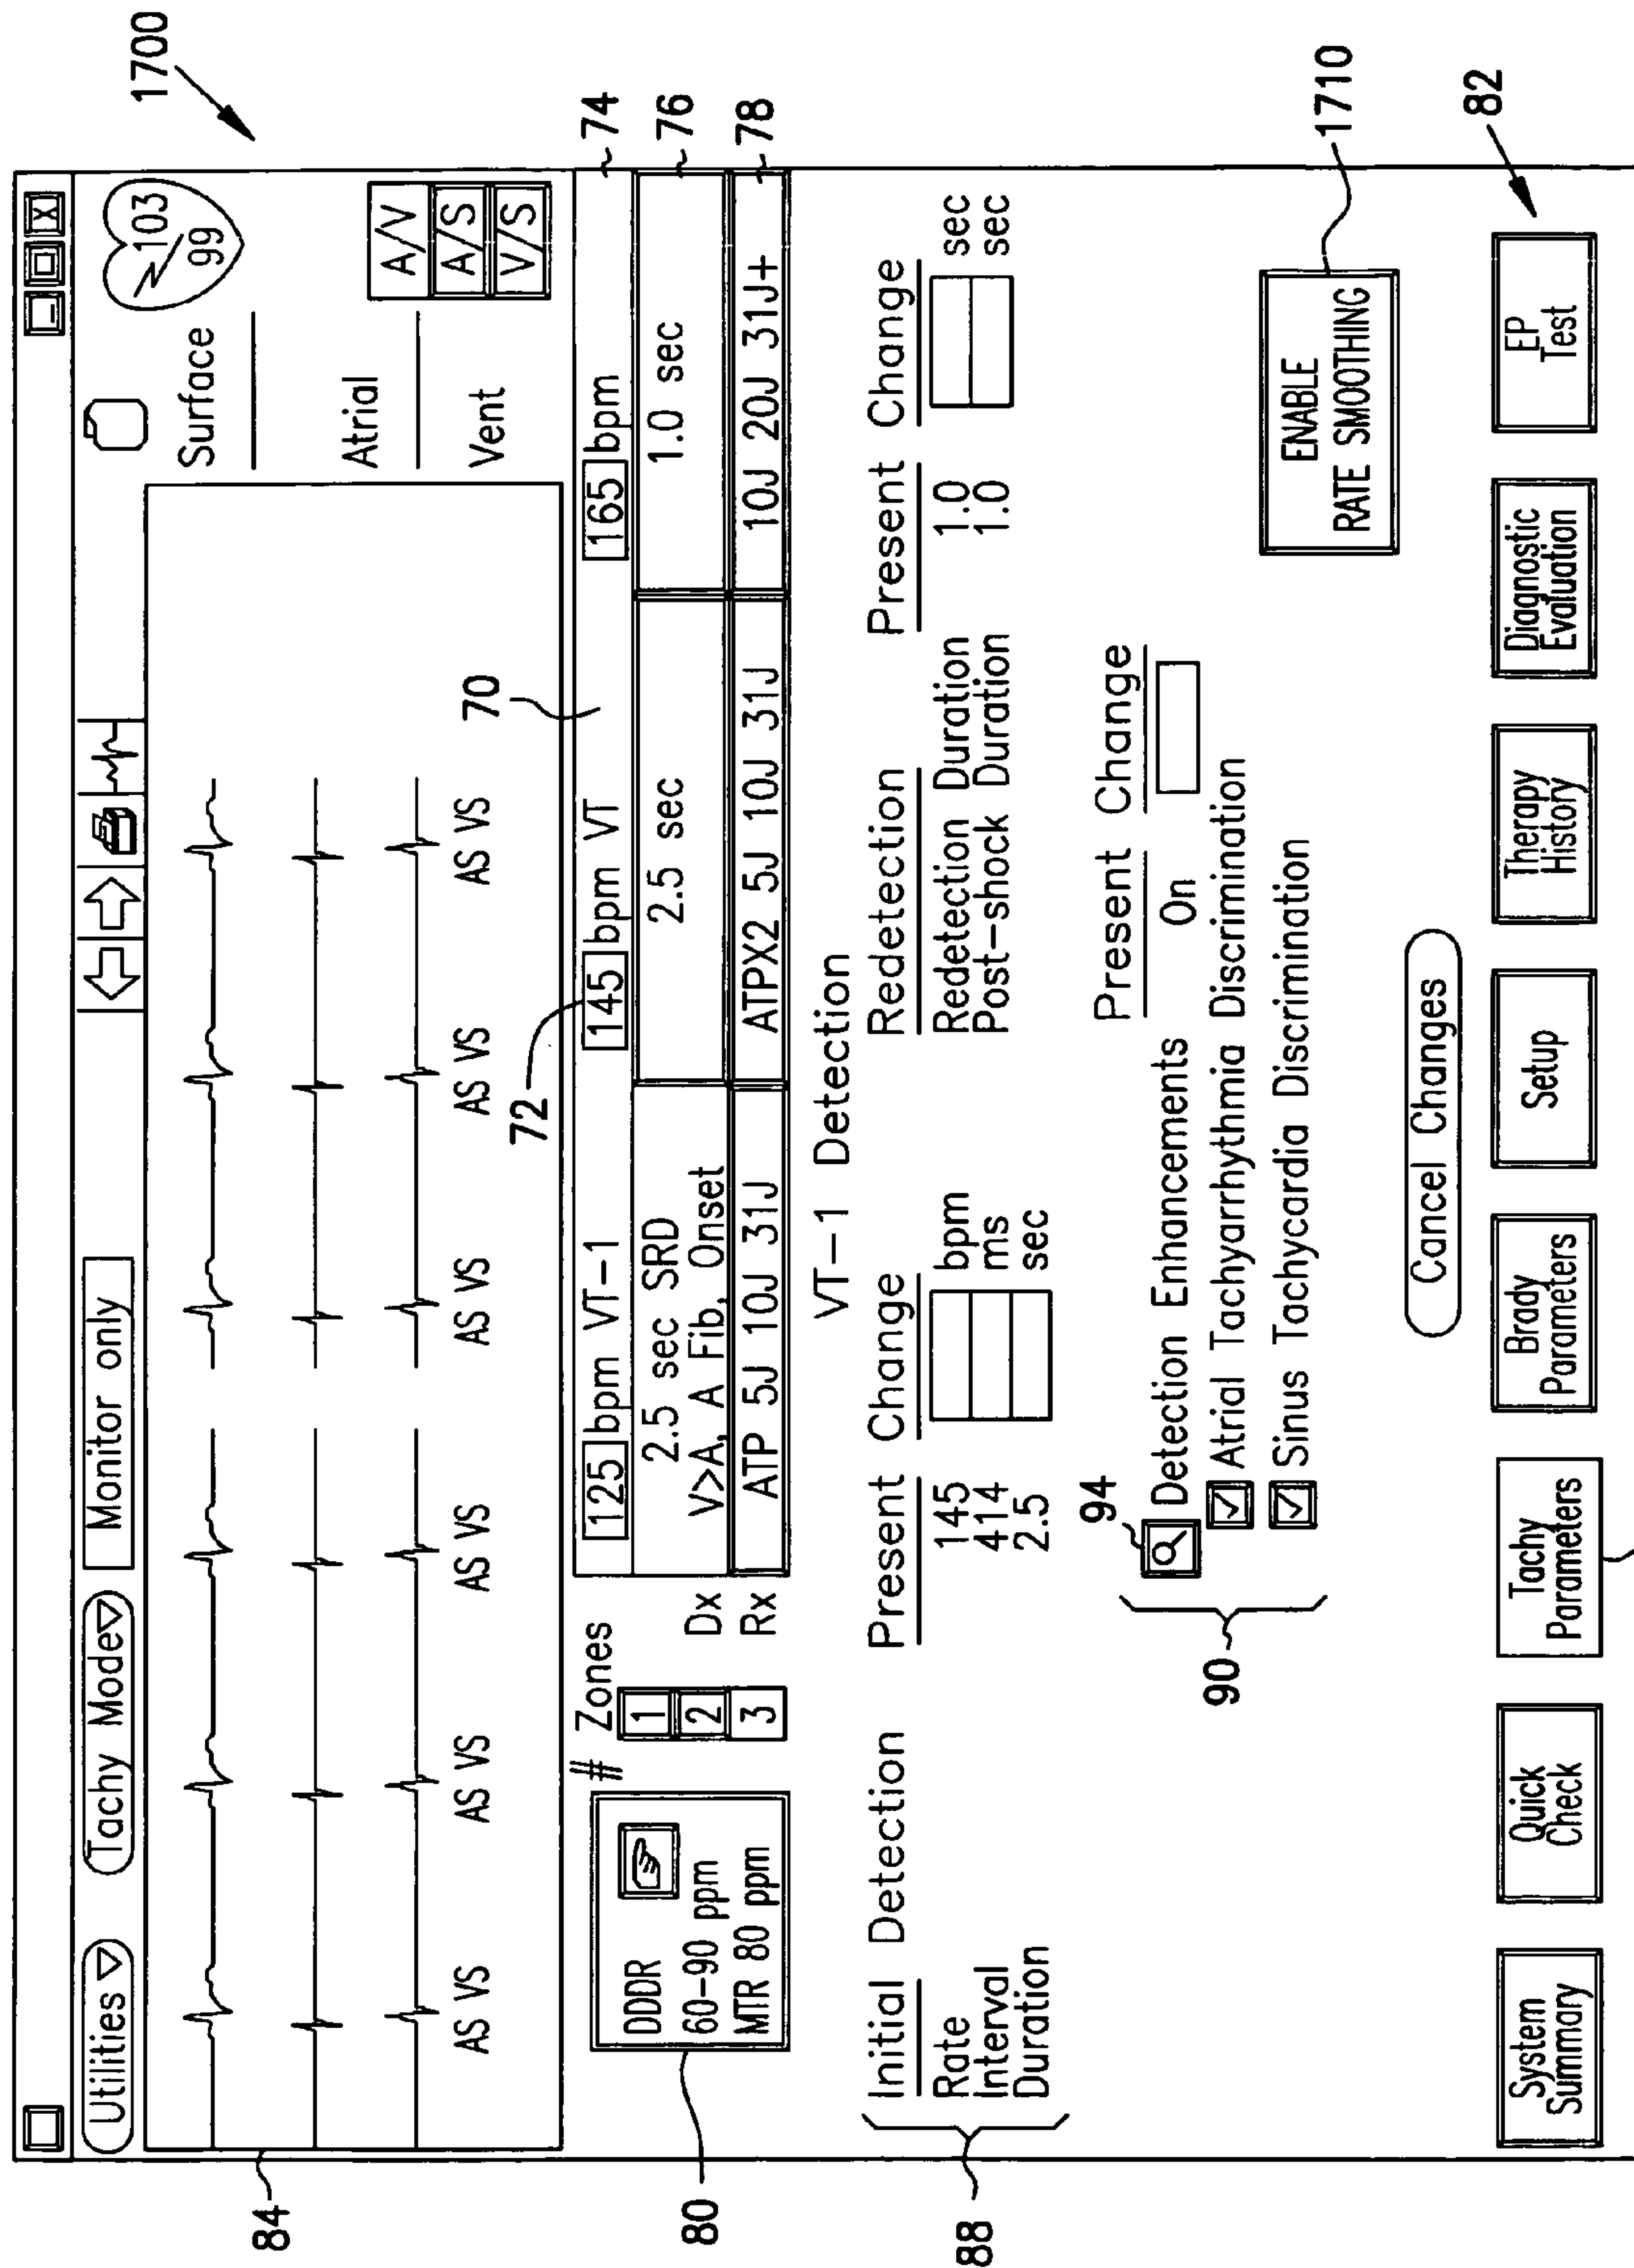 1700
X
Utilities Tachy Mode Monitor only
103
99
Surface
Atrial
Vent
A/V
A/S
V/S
AS VS AS VS AS VS AS VS AS VS AS VS
84
72
70
# Zones
1
2
3
Dx
Rx
125 bpm VT-1 145 bpm VT 165 bpm
74
2.5 sec SRD 2.5 sec 1.0 sec
76
V>A, A Fib, Onset
ATP 5J 10J 31J ATPX2 5J 10J 31J 10J 20J 31J+
78
DDDR
60-90 ppm
MTR 80 ppm
80
VT-1 Detection
Initial Detection Present Change Redetection Present Change
Rate 145 bpm Redetection Duration 1.0 sec
Interval 414 ms Post-shock Duration 1.0 sec
Duration 2.5 sec
88
94
Present Change
Detection Enhancements On
Atrial Tachyarrhythmia Discrimination
Sinus Tachycardia Discrimination
90
ENABLE
RATE SMOOTHING
1710
Cancel Changes
82
System
Summary
Quick
Check
Tachy
Parameters
Brady
Parameters
Setup
Therapy
History
Diagnostic
Evaluation
EP
Test